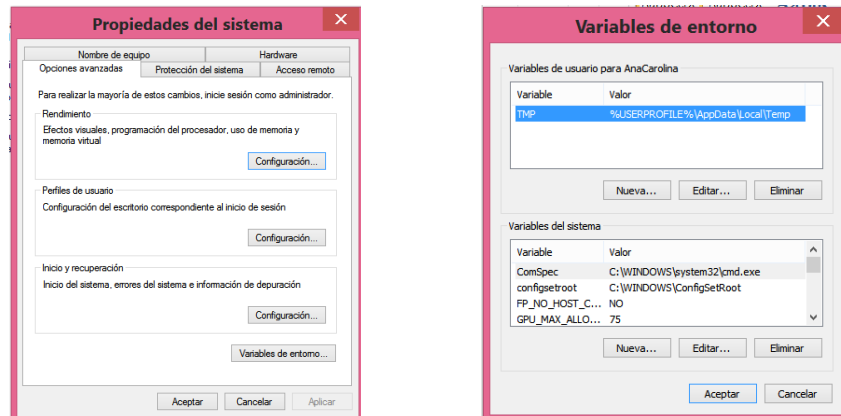 Propiedades del sistema
Nombre de equipo
Hardware
Opciones avanzadas
Protección del sistema
Acceso remoto
Para realizar la mayoría de estos cambios, inicie sesión como administrador.
Rendimiento
Efectos visuales, programación del procesador, uso de memoria y
memoria virtual
Configuración...
Perfiles de usuario
Configuración del escritorio correspondiente al inicio de sesión
Configuración...
Inicio y recuperación
Inicio del sistema, errores del sistema e información de depuración
Configuración...
Variables de entorno...
Aceptar
Cancelar
Aplicar
Variables de entorno
Variables de usuario para AnaCarolina
Variable Valor
TMP %USERPROFILE%\AppData\Local\Temp
Nueva... Editar... Eliminar
Variables del sistema
Variable Valor
ComSpec C:\WINDOWS\system32\cmd.exe
configsetroot C:\WINDOWS\ConfigSetRoot
FP_NO_HOST_C... NO
GPU_MAX_ALLO... 75
Nueva... Editar... Eliminar
Aceptar Cancelar